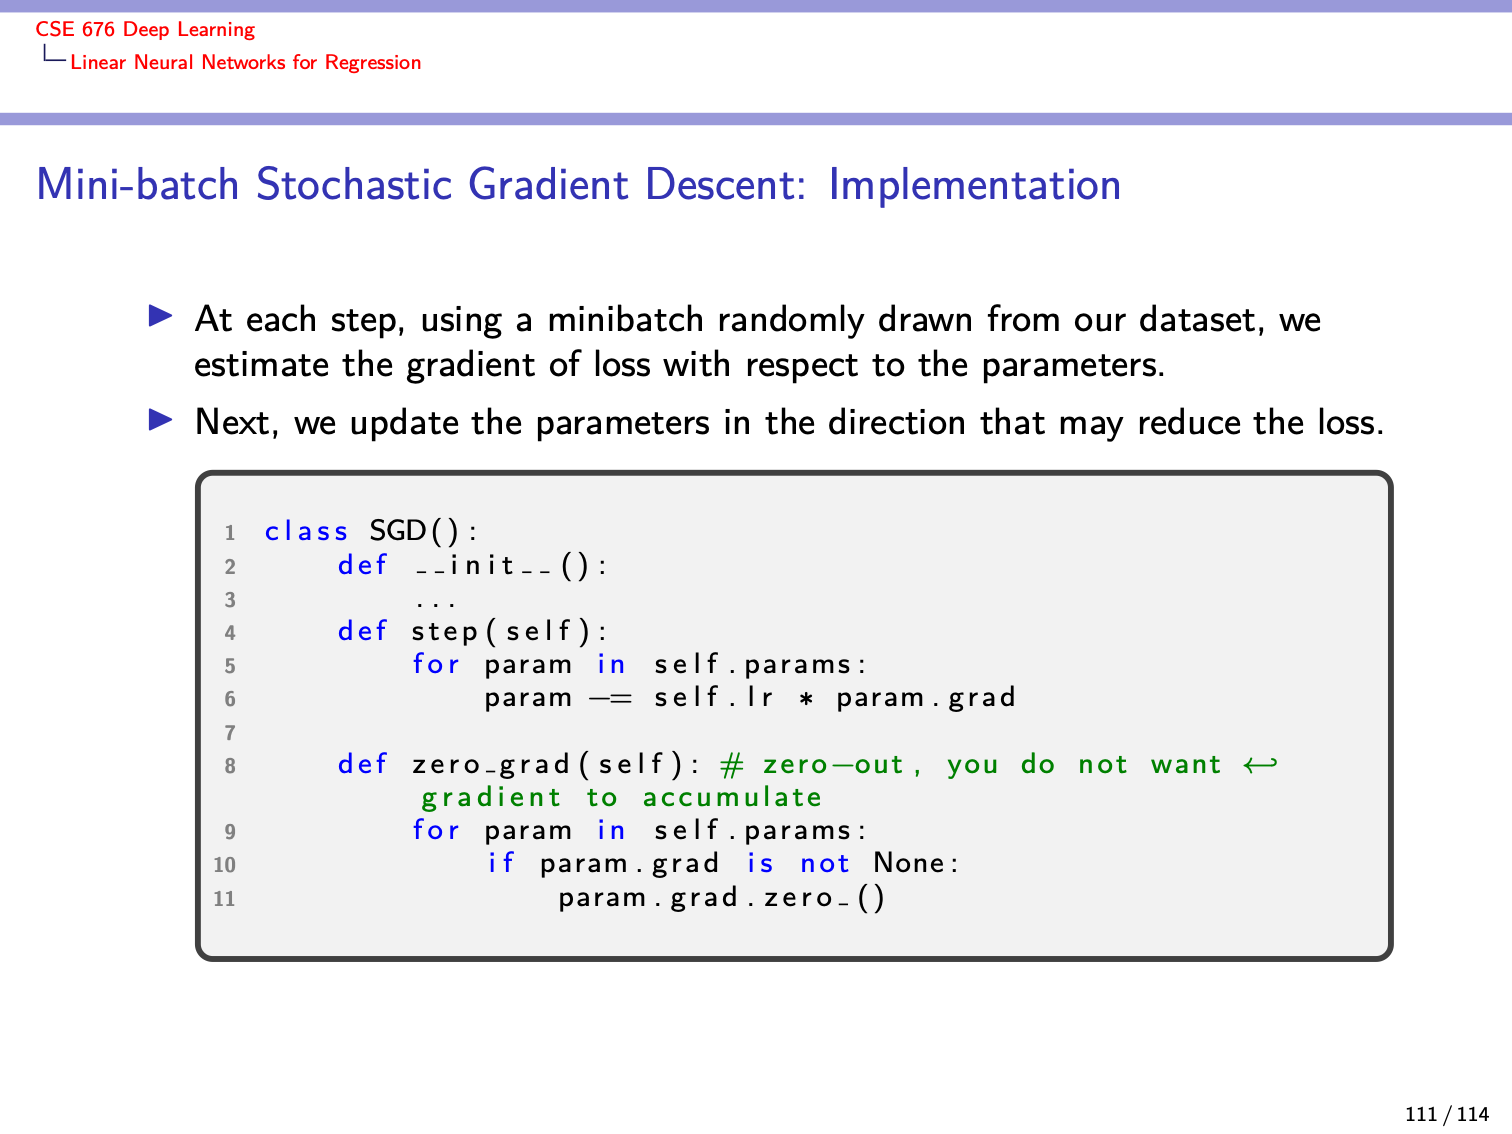 CSE 676 Deep Learning
Linear Neural Networks for Regression
Mini-batch Stochastic Gradient Descent: Implementation
▶ At each step, using a minibatch randomly drawn from our dataset, we
estimate the gradient of loss with respect to the parameters.
▶ Next, we update the parameters in the direction that may reduce the loss.
1 class SGD():
2     def __init__():
3         ...
4     def step(self):
5         for param in self.params:
6             param -= self.lr * param.grad
7
8     def zero_grad(self): # zero-out, you do not want ↩
gradient to accumulate
9         for param in self.params:
10             if param.grad is not None:
11                 param.grad.zero_()
111 / 114